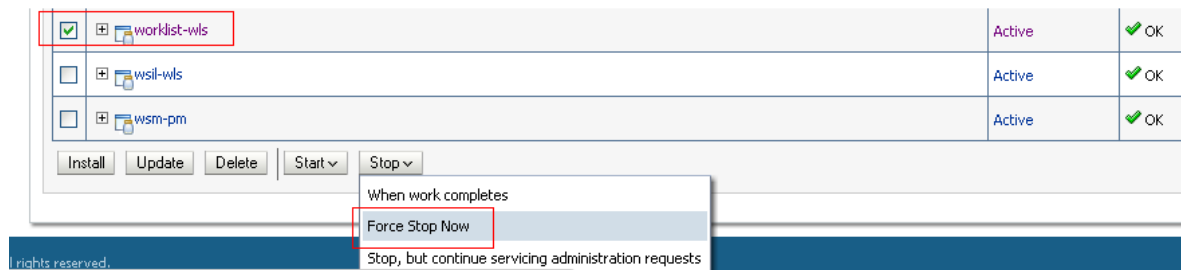 worklist-wls Active OK
wsil-wls Active OK
wsm-pm Active OK
Install Update Delete Start Stop
When work completes
Force Stop Now
Stop, but continue servicing administration requests
rights reserved.